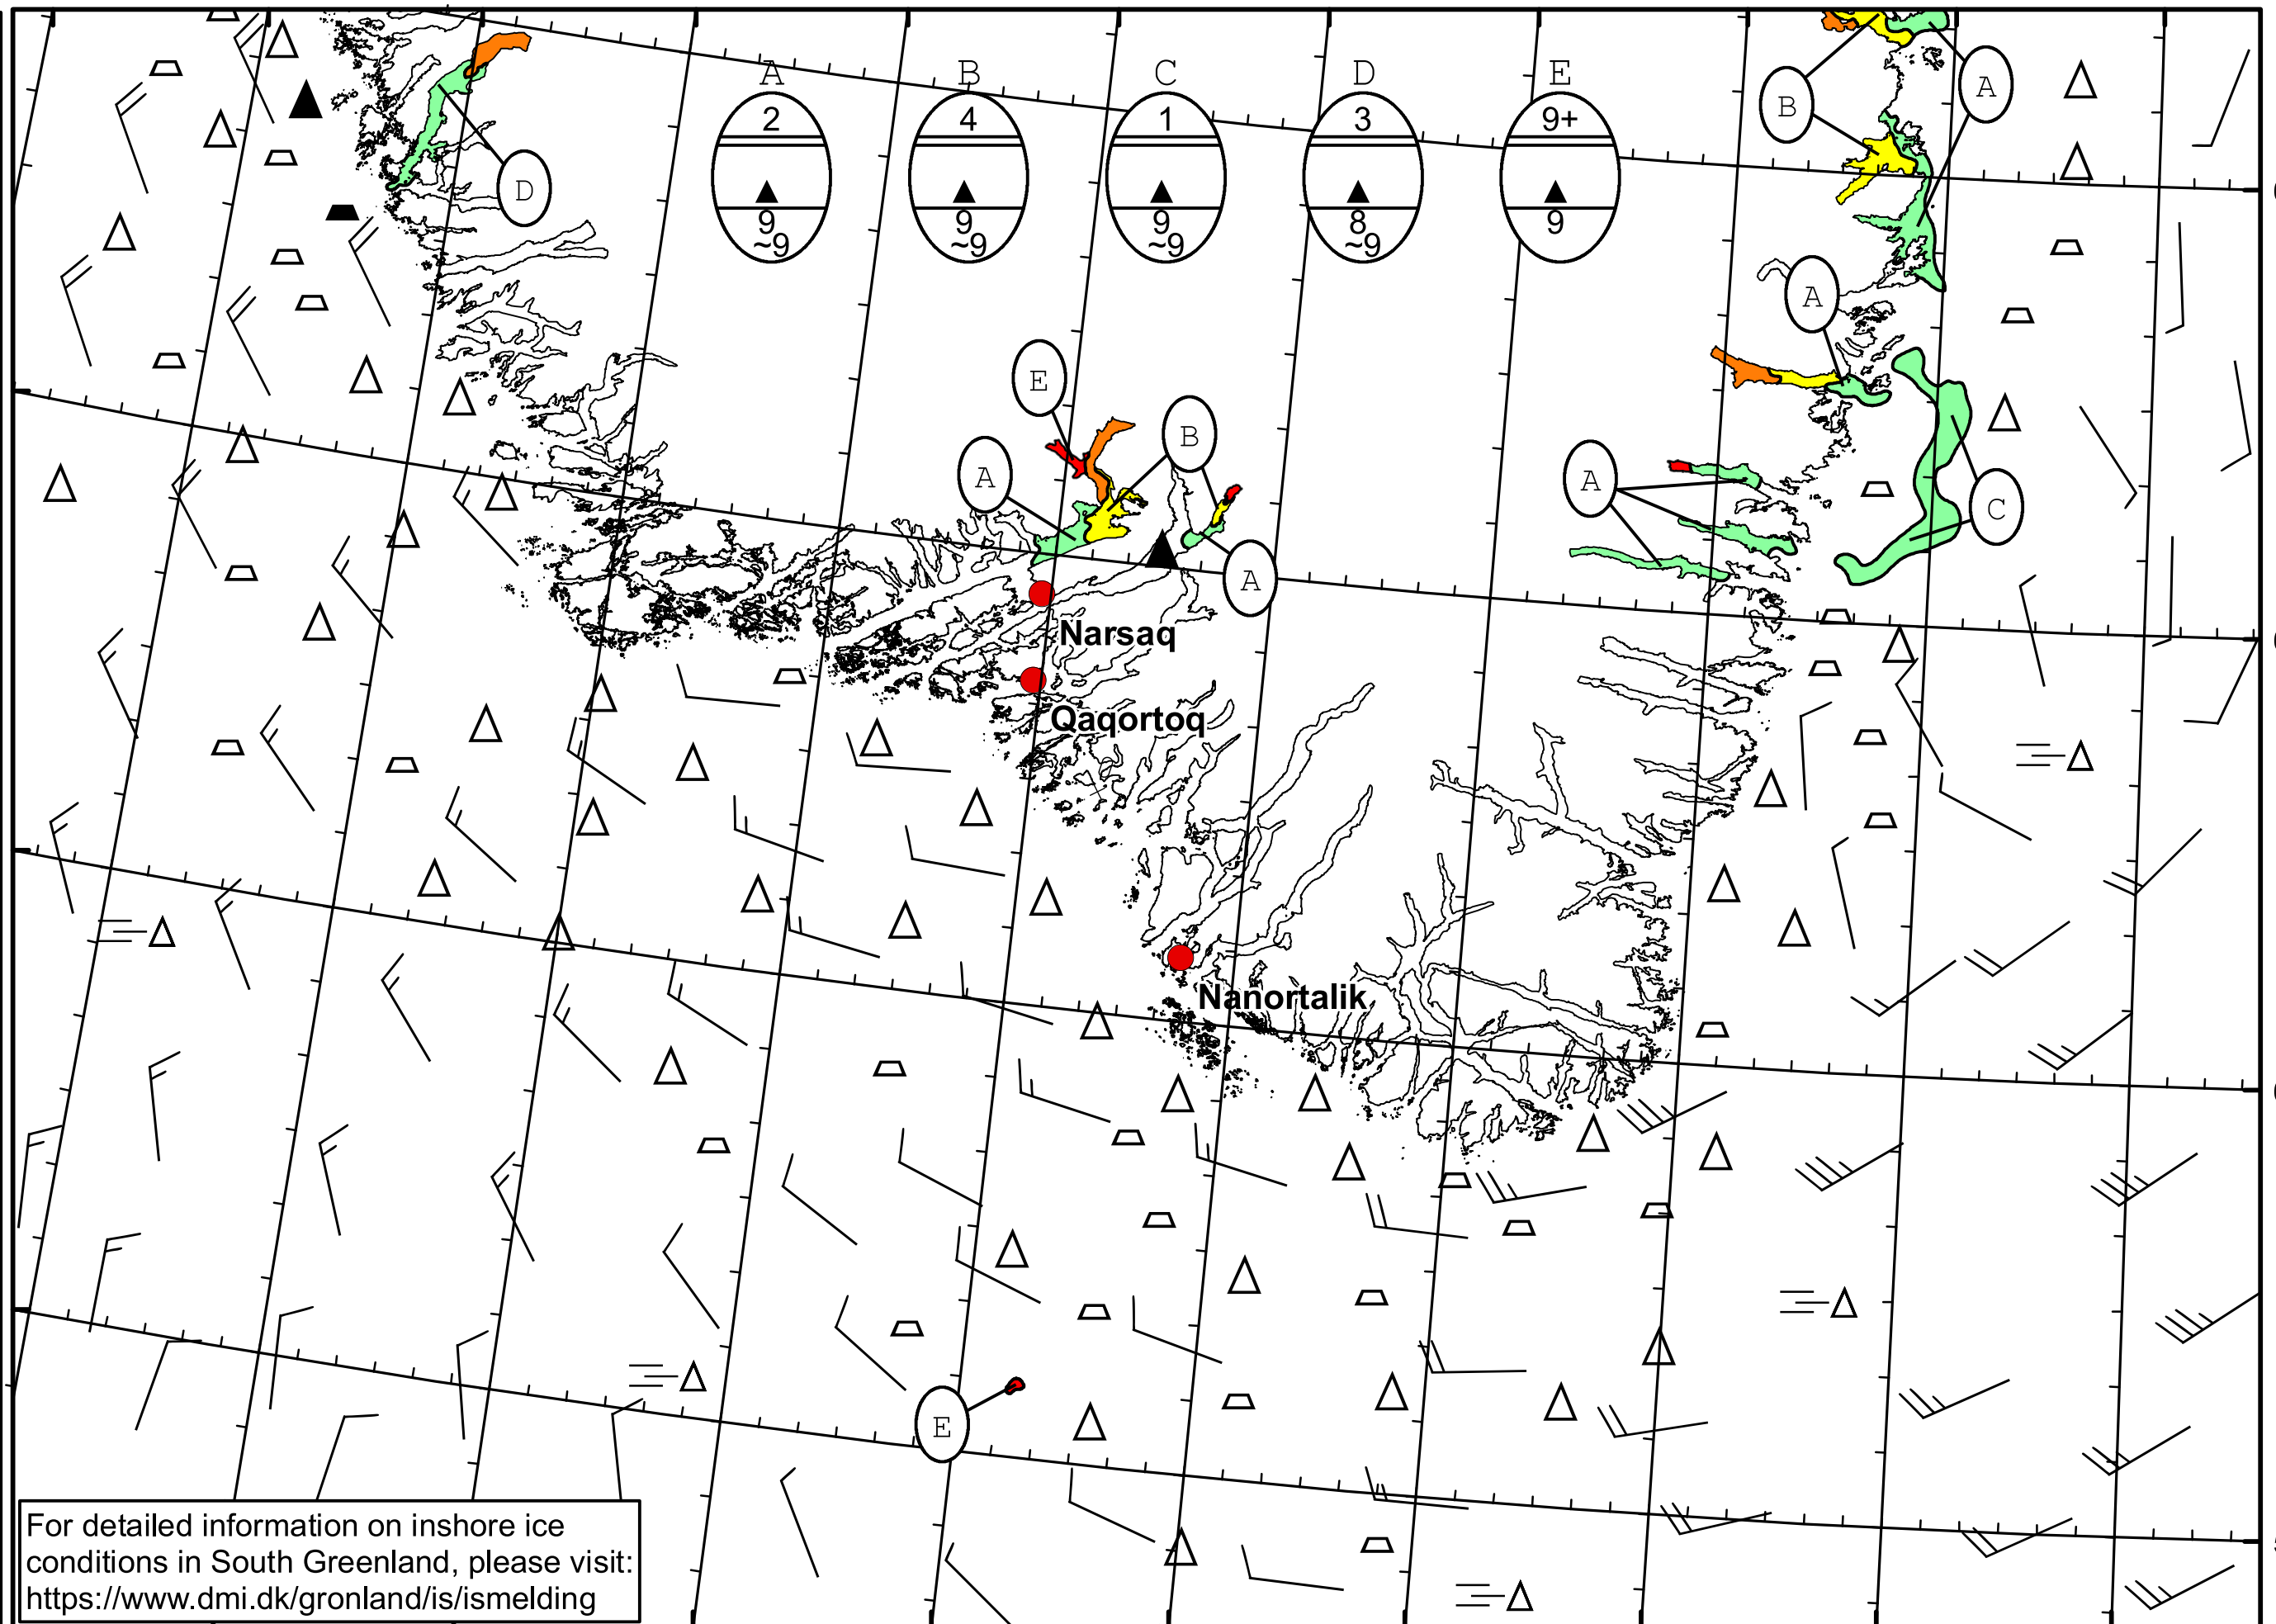 A B C D E
2 4 1 3 9+
9 9 9 8 9
~9 ~9 ~9 ~9
B
A
D
A
E
B
A
A
C
A
Narsaq
Qaqortoq
Nanortalik
E
For detailed information on inshore ice
conditions in South Greenland, please visit:
https://www.dmi.dk/gronland/is/ismelding